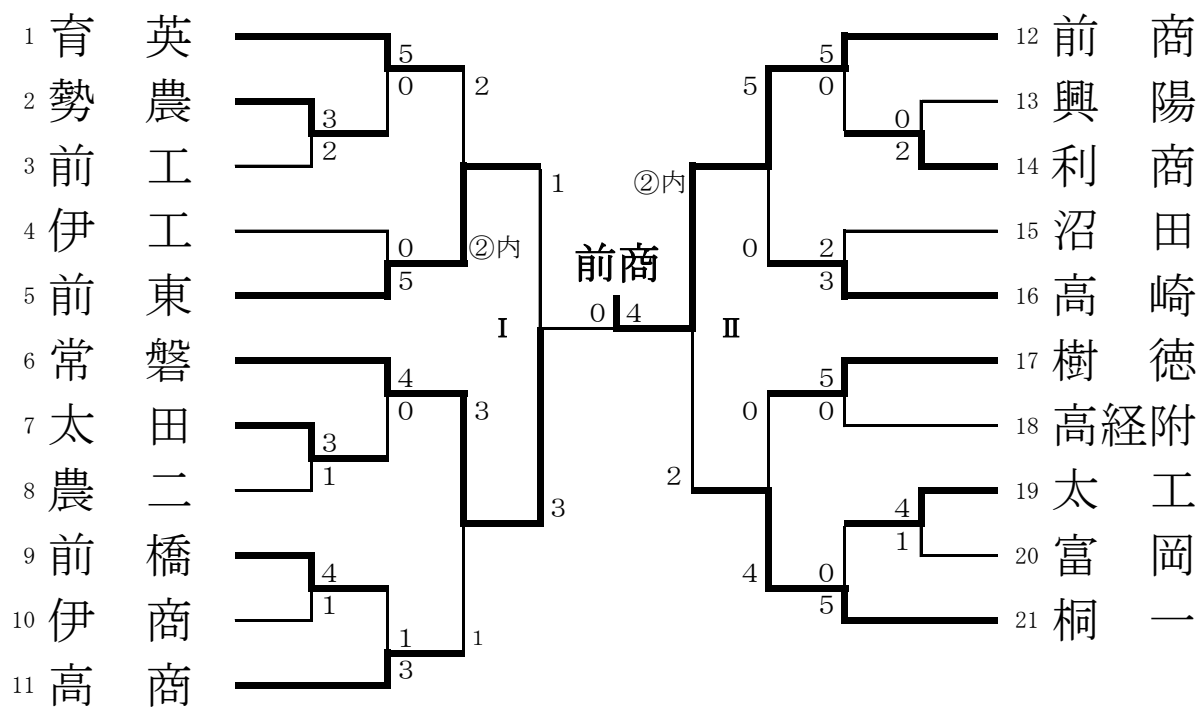 1 育 英
2 勢 農
3 前 工
4 伊 工
5 前 東
6 常 磐
7 太 田
8 農 二
9 前 橋
10 伊 商
11 高 商
5
0
3
2
2
0
5
②内
1
Ⅰ
4
0
3
1
3
4
1
1
3
1
3
前商
0 4
②内
Ⅱ
2
5
0
5
0
0
2
2
3
0
4
5
0
4
1
0
5
12 前 商
13 興 陽
14 利 商
15 沼 田
16 高 崎
17 樹 徳
18 高経附
19 太 工
20 富 岡
21 桐 一